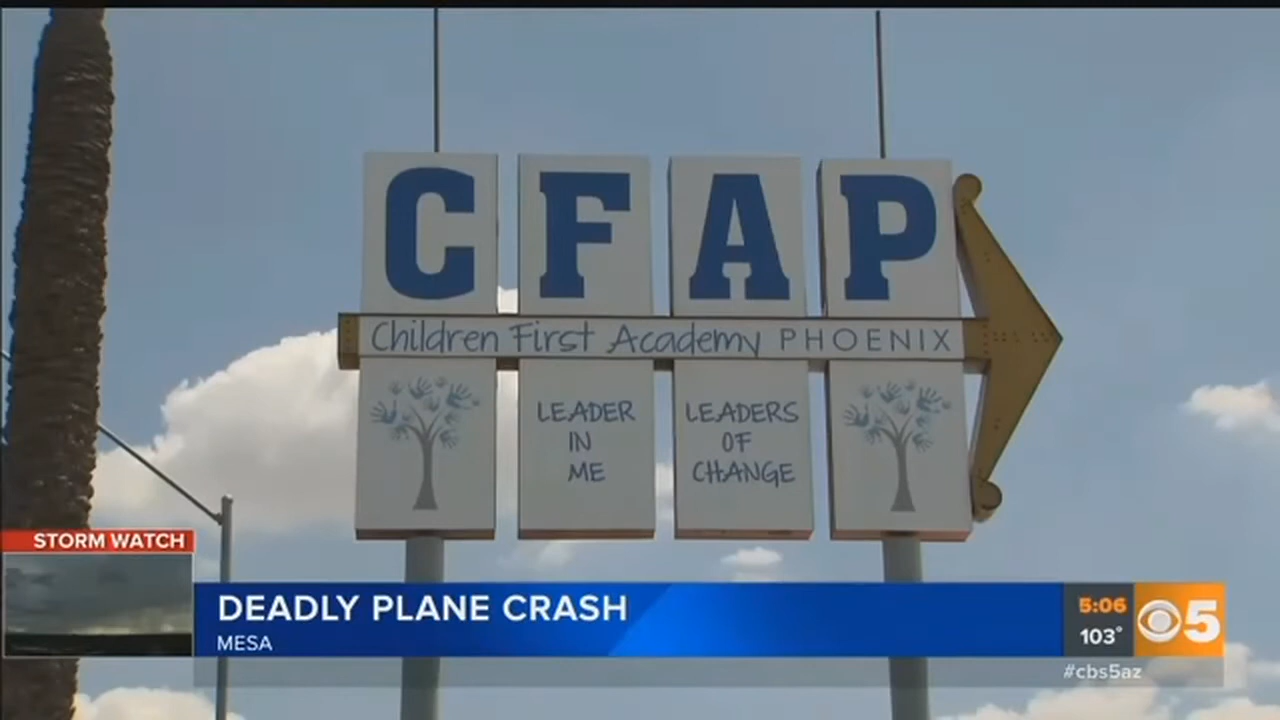 CFAP
Children First Academy PHOENIX
LEADER
IN
ME
LEADERS
OF
CHANGE
STORM WATCH
DEADLY PLANE CRASH
MESA
5:06
103°
5
#cbs5az